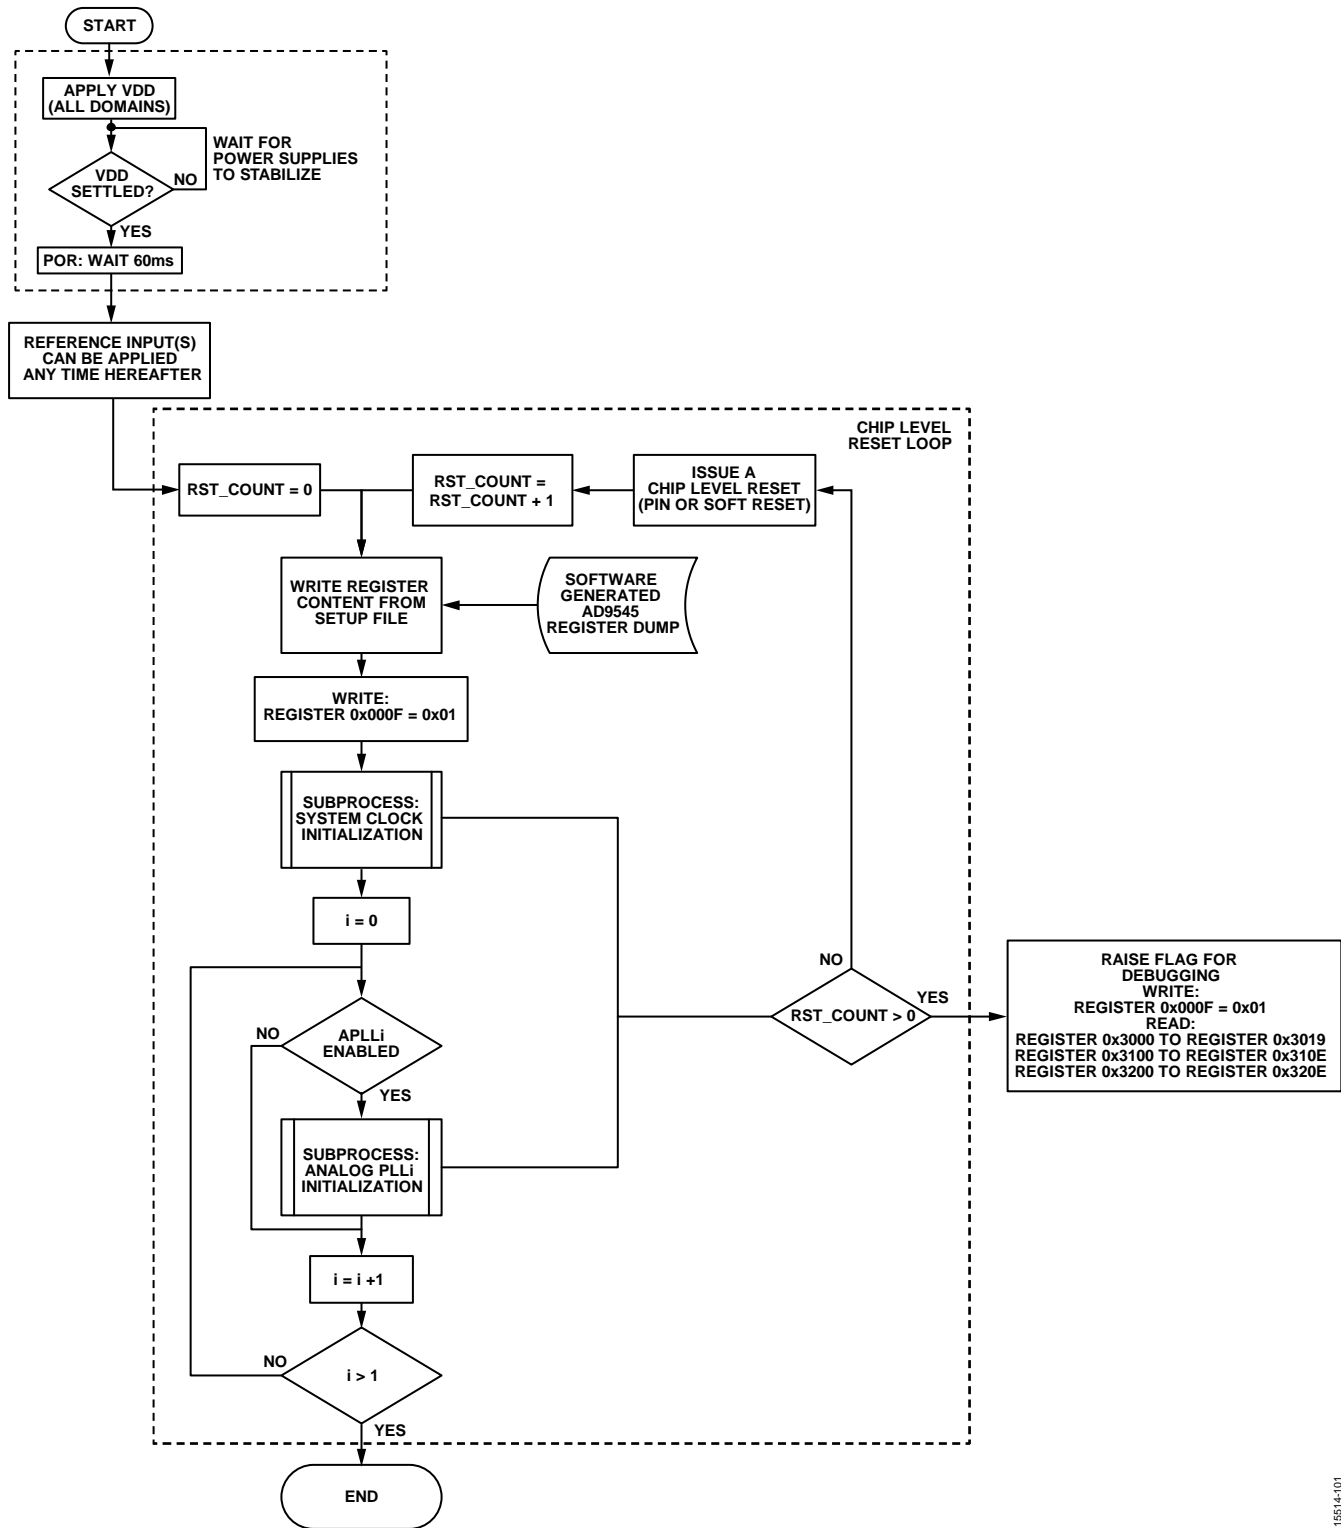 START
APPLY VDD
(ALL DOMAINS)
WAIT FOR
POWER SUPPLIES
TO STABILIZE
VDD
SETTLED?
NO
YES
POR: WAIT 60ms
REFERENCE INPUT(S)
CAN BE APPLIED
ANY TIME HEREAFTER
CHIP LEVEL
RESET LOOP
RST_COUNT = 0
RST_COUNT =
RST_COUNT + 1
ISSUE A
CHIP LEVEL RESET
(PIN OR SOFT RESET)
WRITE REGISTER
CONTENT FROM
SETUP FILE
SOFTWARE
GENERATED
AD9545
REGISTER DUMP
WRITE:
REGISTER 0x000F = 0x01
SUBPROCESS:
SYSTEM CLOCK
INITIALIZATION
i = 0
NO
APLLi
ENABLED
YES
SUBPROCESS:
ANALOG PLLi
INITIALIZATION
i = i +1
NO
i > 1
YES
END
NO
RST_COUNT > 0
YES
RAISE FLAG FOR
DEBUGGING
WRITE:
REGISTER 0x000F = 0x01
READ:
REGISTER 0x3000 TO REGISTER 0x3019
REGISTER 0x3100 TO REGISTER 0x310E
REGISTER 0x3200 TO REGISTER 0x320E
15514-101